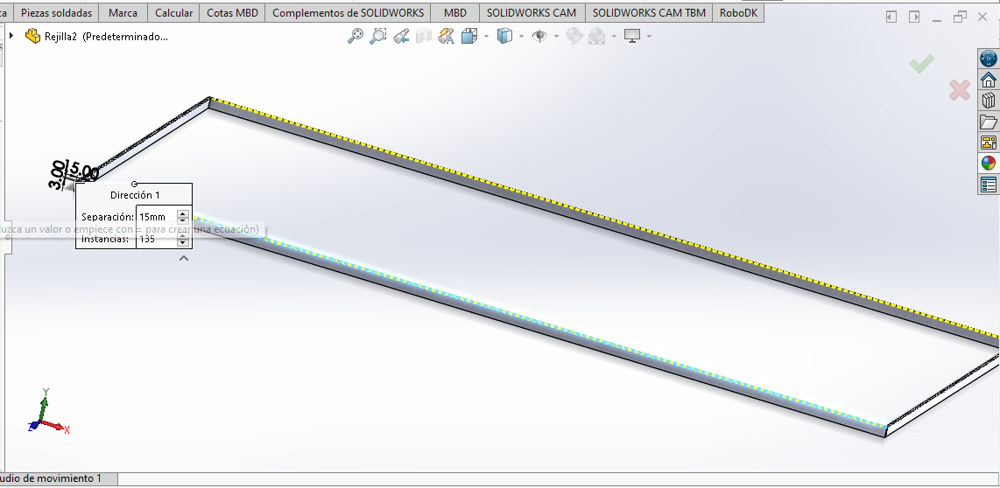 ca Piezas soldadas Marca Calcular Cotas MBD Complementos de SOLIDWORKS MBD SOLIDWORKS CAM SOLIDWORKS CAM TBM RoboDK
Rejilla2 (Predeterminado...
3.00
15.00
Dirección 1
Separación: 15mm
duzca un valor o empiece con = para crear una ecuación)
Instancias: 135
Y
Z
X
udio de movimiento 1